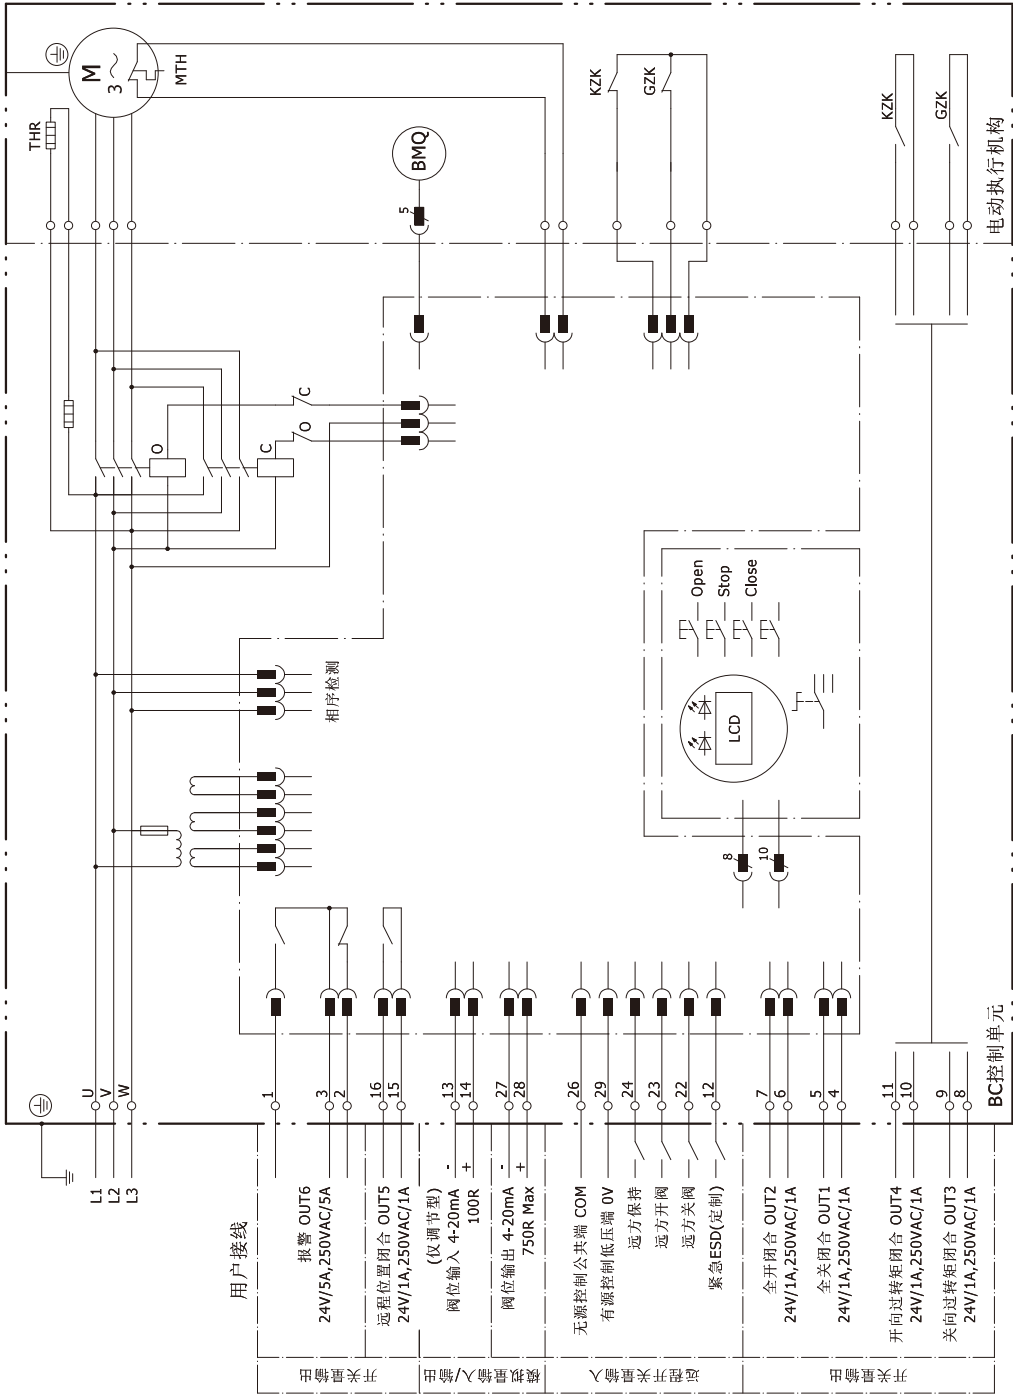 用户接线
L1
L2
L3
U
V
W
报警 OUT6
24V/5A,250VAC/5A
1
3
2
远程位置闭合 OUT5
24V/1A,250VAC/1A
16
15
(仅调节型)
阀位输入 4-20mA
100R
-
+
13
14
阀位输出 4-20mA
750R Max
-
+
27
28
无源控制公共端 COM
26
有源控制低压端 0V
29
远方保持
24
远方开阀
23
远方关阀
22
紧急ESD(定制)
12
全开闭合 OUT2
24V/1A,250VAC/1A
7
6
全关闭合 OUT1
24V/1A,250VAC/1A
5
4
开向过转矩闭合 OUT4
24V/1A,250VAC/1A
11
10
关向过转矩闭合 OUT3
24V/1A,250VAC/1A
9
8
开关量输出
模拟量输入/输出
远程开关量输入
开关量输出
BC控制单元
相序检测
8
10
LCD
Open
Stop
Close
O
C
C
O
THR
M
3
～
MTH
BMQ
5
KZK
GZK
KZK
GZK
电动执行机构